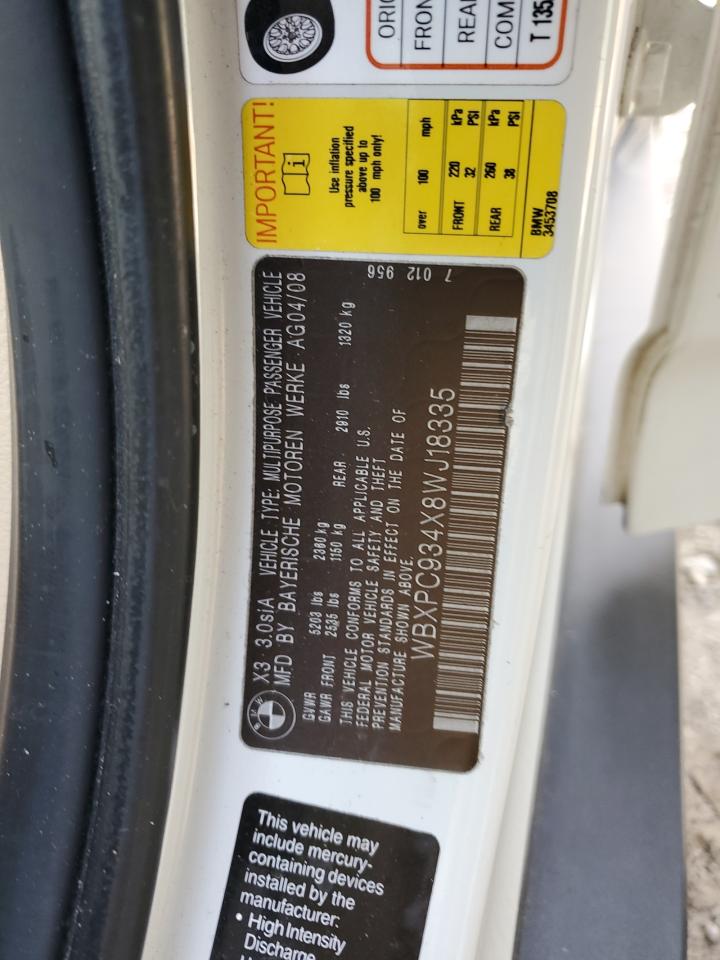 ORIG
FRON
REAR
COM
T 135
IMPORTANT!
i
Use inflation
pressure specified
above up to
100 mph only!
over 100 mph
FRONT 220 kPa
32 PSI
REAR 260 kPa
38 PSI
BMW
3453708
BMW
X3 3.0siA VEHICLE TYPE: MULTIPURPOSE PASSENGER VEHICLE
MFD BY BAYERISCHE MOTOREN WERKE AG04/08
GVWR 5203 lbs 2360 kg
GAWR FRONT 2535 lbs 1150 kg REAR 2910 lbs 1320 kg
THIS VEHICLE CONFORMS TO ALL APPLICABLE U.S.
FEDERAL MOTOR VEHICLE SAFETY AND THEFT
PREVENTION STANDARDS IN EFFECT ON THE DATE OF
MANUFACTURE SHOWN ABOVE.
WBXPC934X8WJ18335
7 012 956
This vehicle may
include mercury-
containing devices
installed by the
manufacturer:
• High Intensity
Discharge